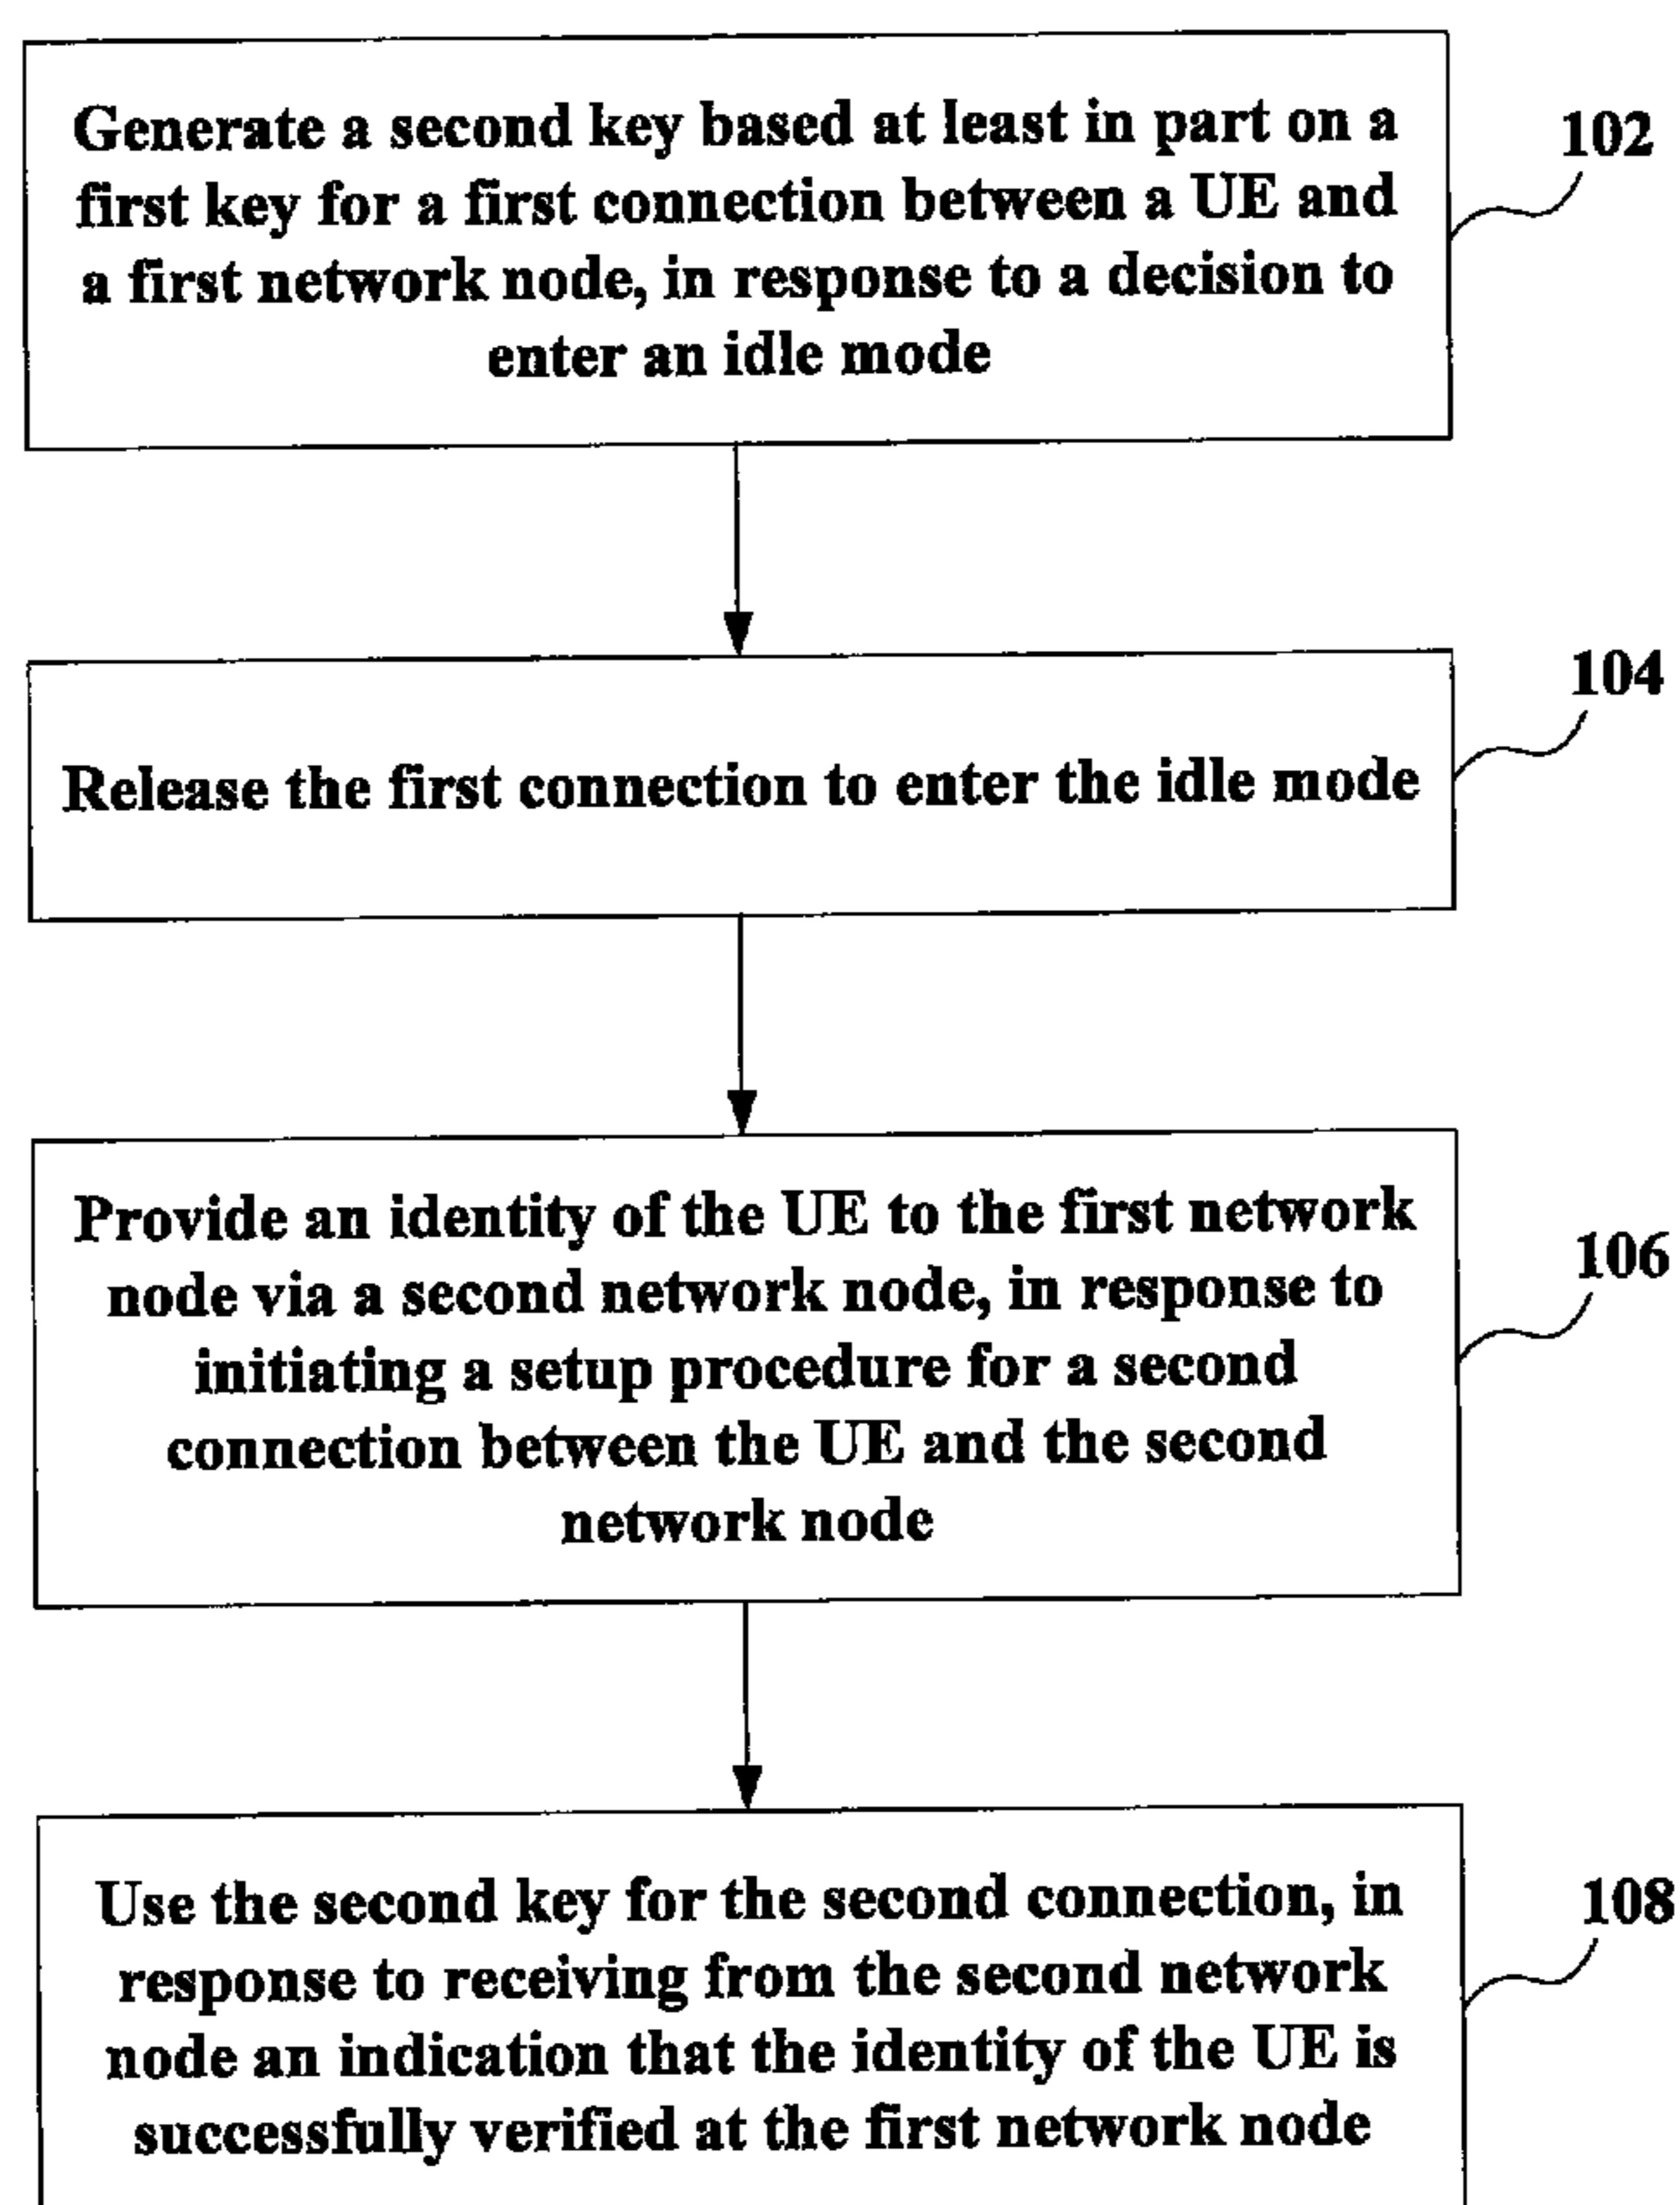 Generate a second key based at least in part on a
first key for a first connection between a UE and
a first network node, in response to a decision to
enter an idle mode
102
Release the first connection to enter the idle mode
104
Provide an identity of the UE to the first network
node via a second network node, in response to
initiating a setup procedure for a second
connection between the UE and the second
network node
106
Use the second key for the second connection, in
response to receiving from the second network
node an indication that the identity of the UE is
successfully verified at the first network node
108